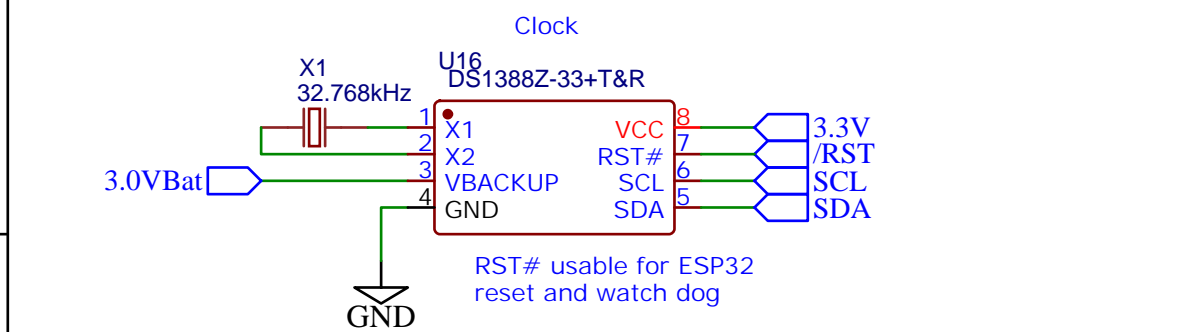 Clock
U16
DS1388Z-33+T&R
X1
32.768kHz
1
X1
2
X2
3
VBACKUP
4
GND
8
VCC
7
RST#
6
SCL
5
SDA
3.3V
/RST
SCL
SDA
3.0VBat
GND
RST# usable for ESP32
reset and watch dog